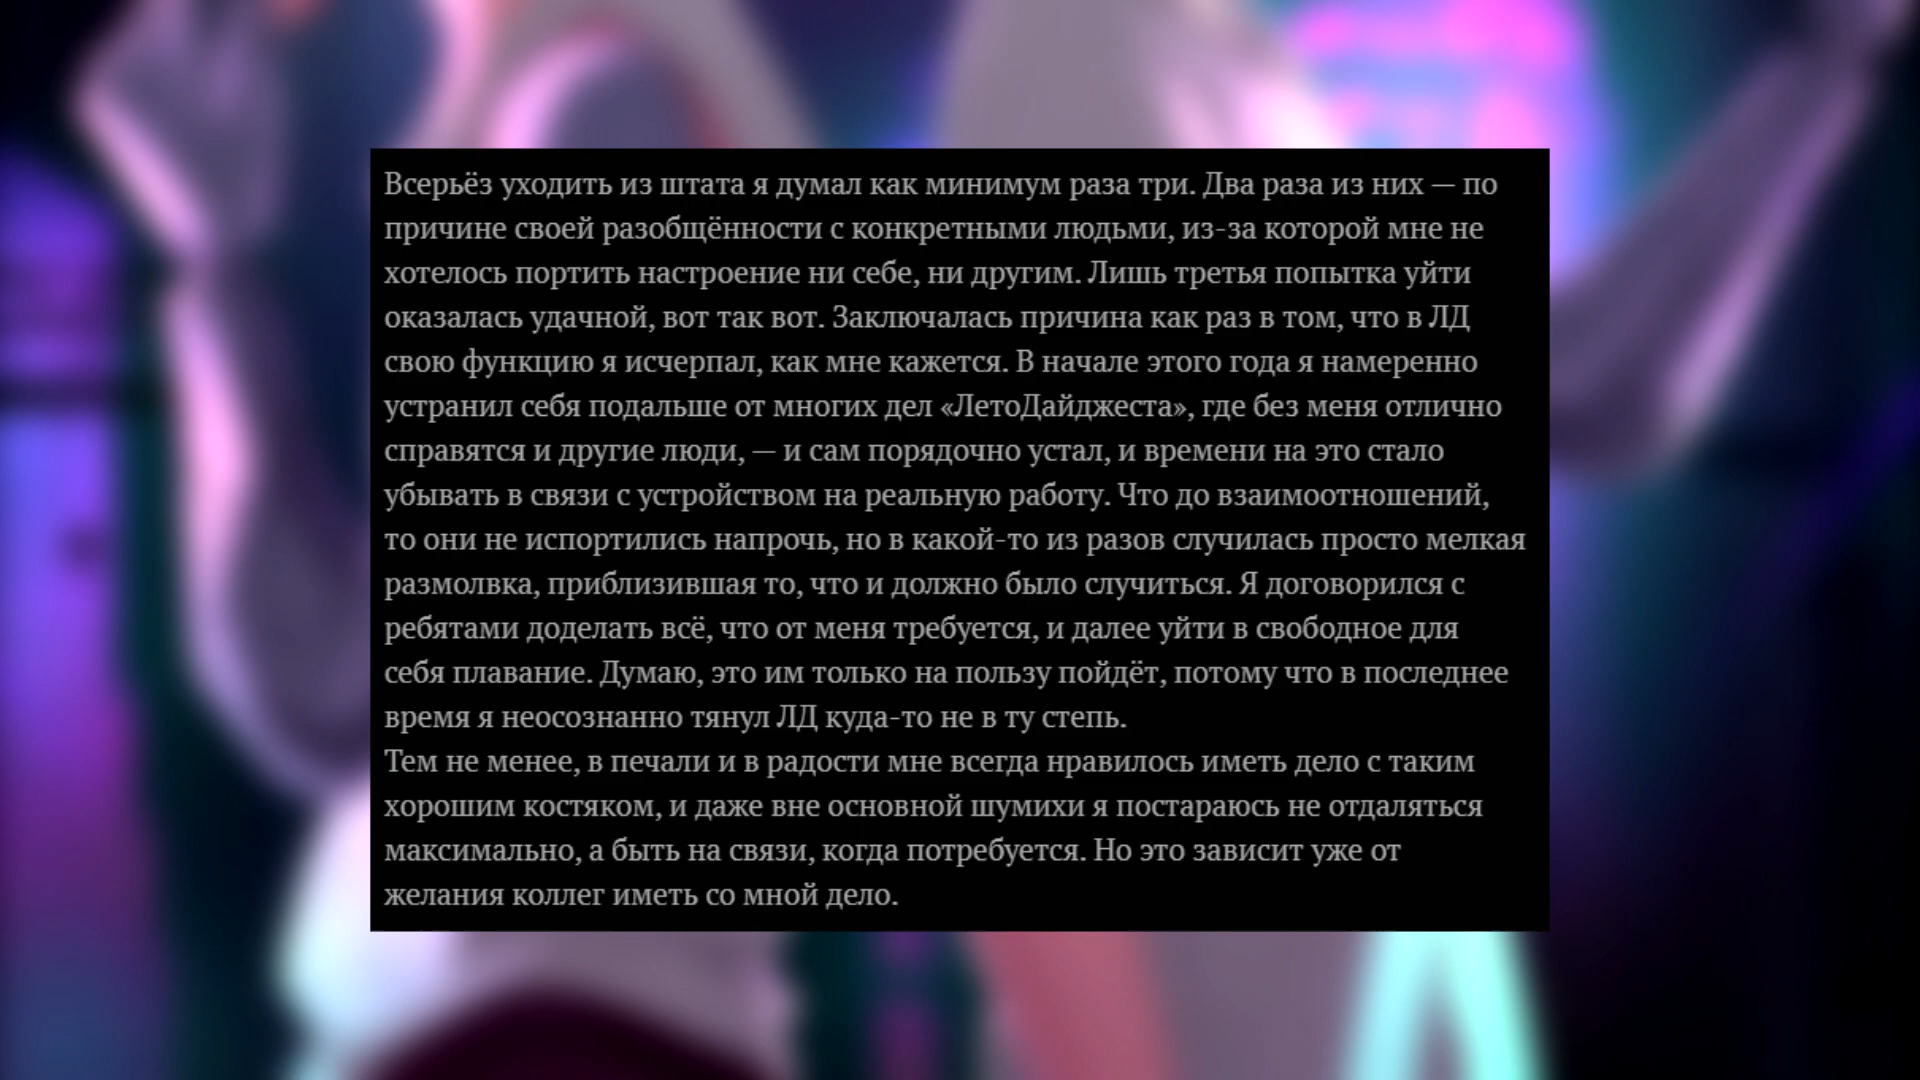 Всерьёз уходить из штата я думал как минимум раза три. Два раза из них — по
причине своей разобщённости с конкретными людьми, из-за которой мне не
хотелось портить настроение ни себе, ни другим. Лишь третья попытка уйти
оказалась удачной, вот так вот. Заключалась причина как раз в том, что в ЛД
свою функцию я исчерпал, как мне кажется. В начале этого года я намеренно
устранил себя подальше от многих дел «ЛетоДайджеста», где без меня отлично
справятся и другие люди, — и сам порядочно устал, и времени на это стало
убывать в связи с устройством на реальную работу. Что до взаимоотношений,
то они не испортились напрочь, но в какой-то из разов случилась просто мелкая
размолвка, приблизившая то, что и должно было случиться. Я договорился с
ребятами доделать всё, что от меня требуется, и далее уйти в свободное для
себя плавание. Думаю, это им только на пользу пойдёт, потому что в последнее
время я неосознанно тянул ЛД куда-то не в ту степь.
Тем не менее, в печали и в радости мне всегда нравилось иметь дело с таким
хорошим костяком, и даже вне основной шумихи я постараюсь не отдаляться
максимально, а быть на связи, когда потребуется. Но это зависит уже от
желания коллег иметь со мной дело.